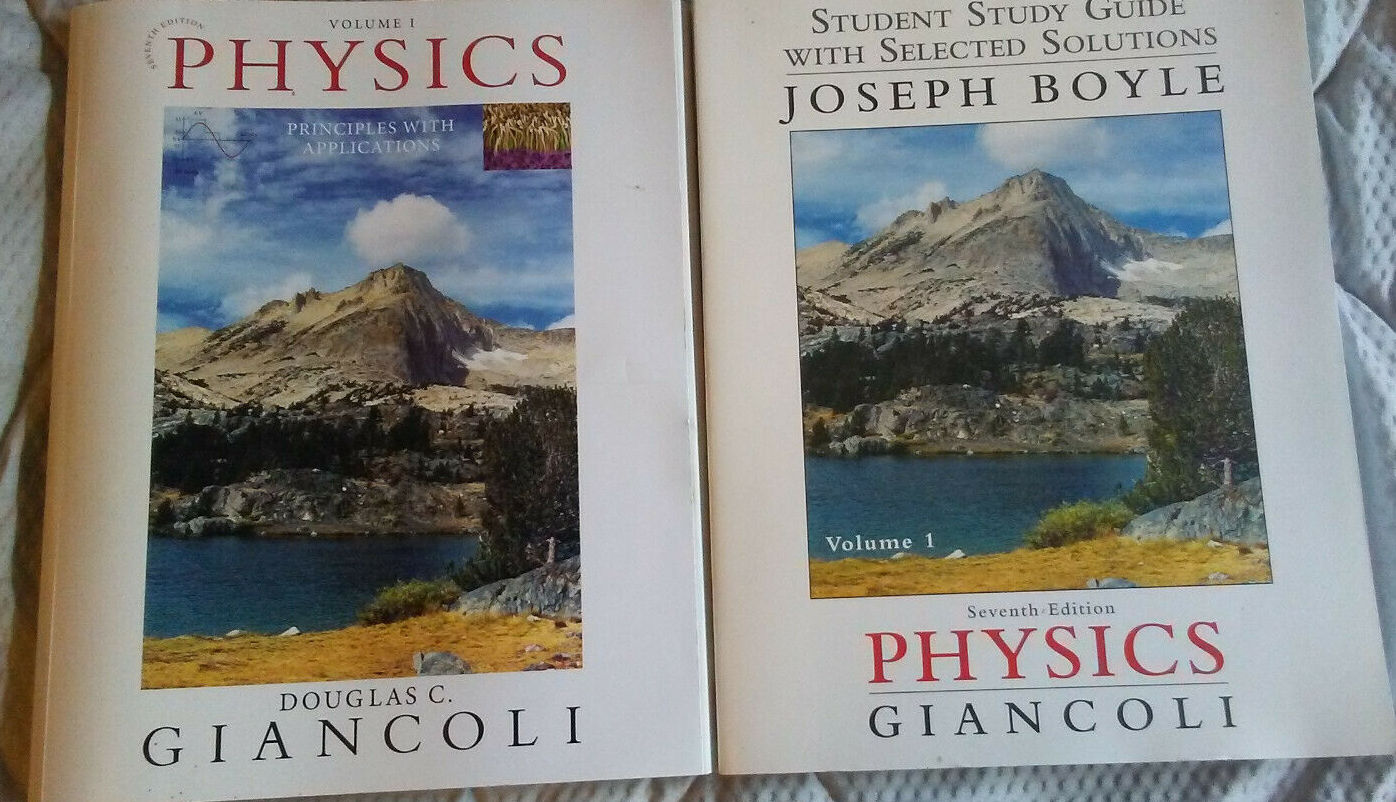 SEVENTH EDITION
VOLUME I
PHYSICS
PRINCIPLES WITH
APPLICATIONS
DOUGLAS C.
GIANCOLI
STUDENT STUDY GUIDE
WITH SELECTED SOLUTIONS
JOSEPH BOYLE
Volume 1
Seventh Edition
PHYSICS
GIANCOLI